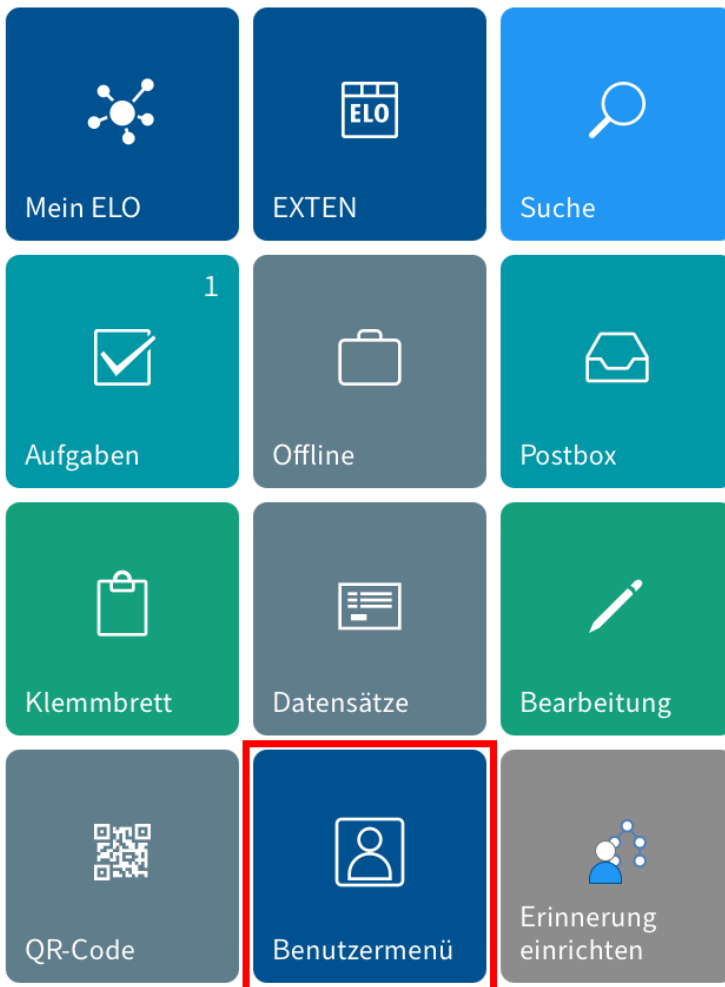 ELO
Mein ELO
EXTEN
Suche
1
Aufgaben
Offline
Postbox
Klemmbrett
Datensätze
Bearbeitung
QR-Code
Benutzermenü
Erinnerung
einrichten